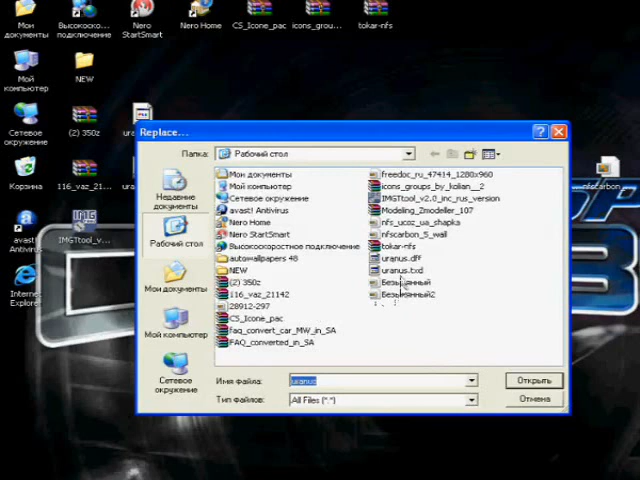 Мои документы
Высокоско... подключение
Nero StartSmart
Nero Home
CS_Icone_pac
icons_grou...
tokar-nfs
Мой компьютер
NEW
Сетевое окружение
(2) 350z
Корзина
116_vaz_21...
nfscarbon...
avast! Antivirus
IMGTtool_v...
Internet Explorer
Replace...
Папка:
Рабочий стол
Недавние документы
Рабочий стол
Мои документы
Мой компьютер
Сетевое окружение
Мои документы
Мой компьютер
Сетевое окружение
avast! Antivirus
Nero Home
Nero StartSmart
Высокоскоростное подключение
autowallpapers 48
NEW
(2) 350z
116_vaz_21142
28912-297
CS_Icone_pac
faq_convert_car_MW_in_SA
FAQ_converted_in_SA
freedoc_ru_47414_1280x960
icons_groups_by_kolian__2
IMGTtool_v2.0_inc_rus_version
Modeling_Zmodeller_107
nfs_ucoz_ua_shapka
nfscarbon_5_wall
tokar-nfs
uranus.dff
uranus.txd
Безымянный
Безымянный2
Имя файла:
uranus
Открыть
Тип файлов:
All Files (*.*)
Отмена